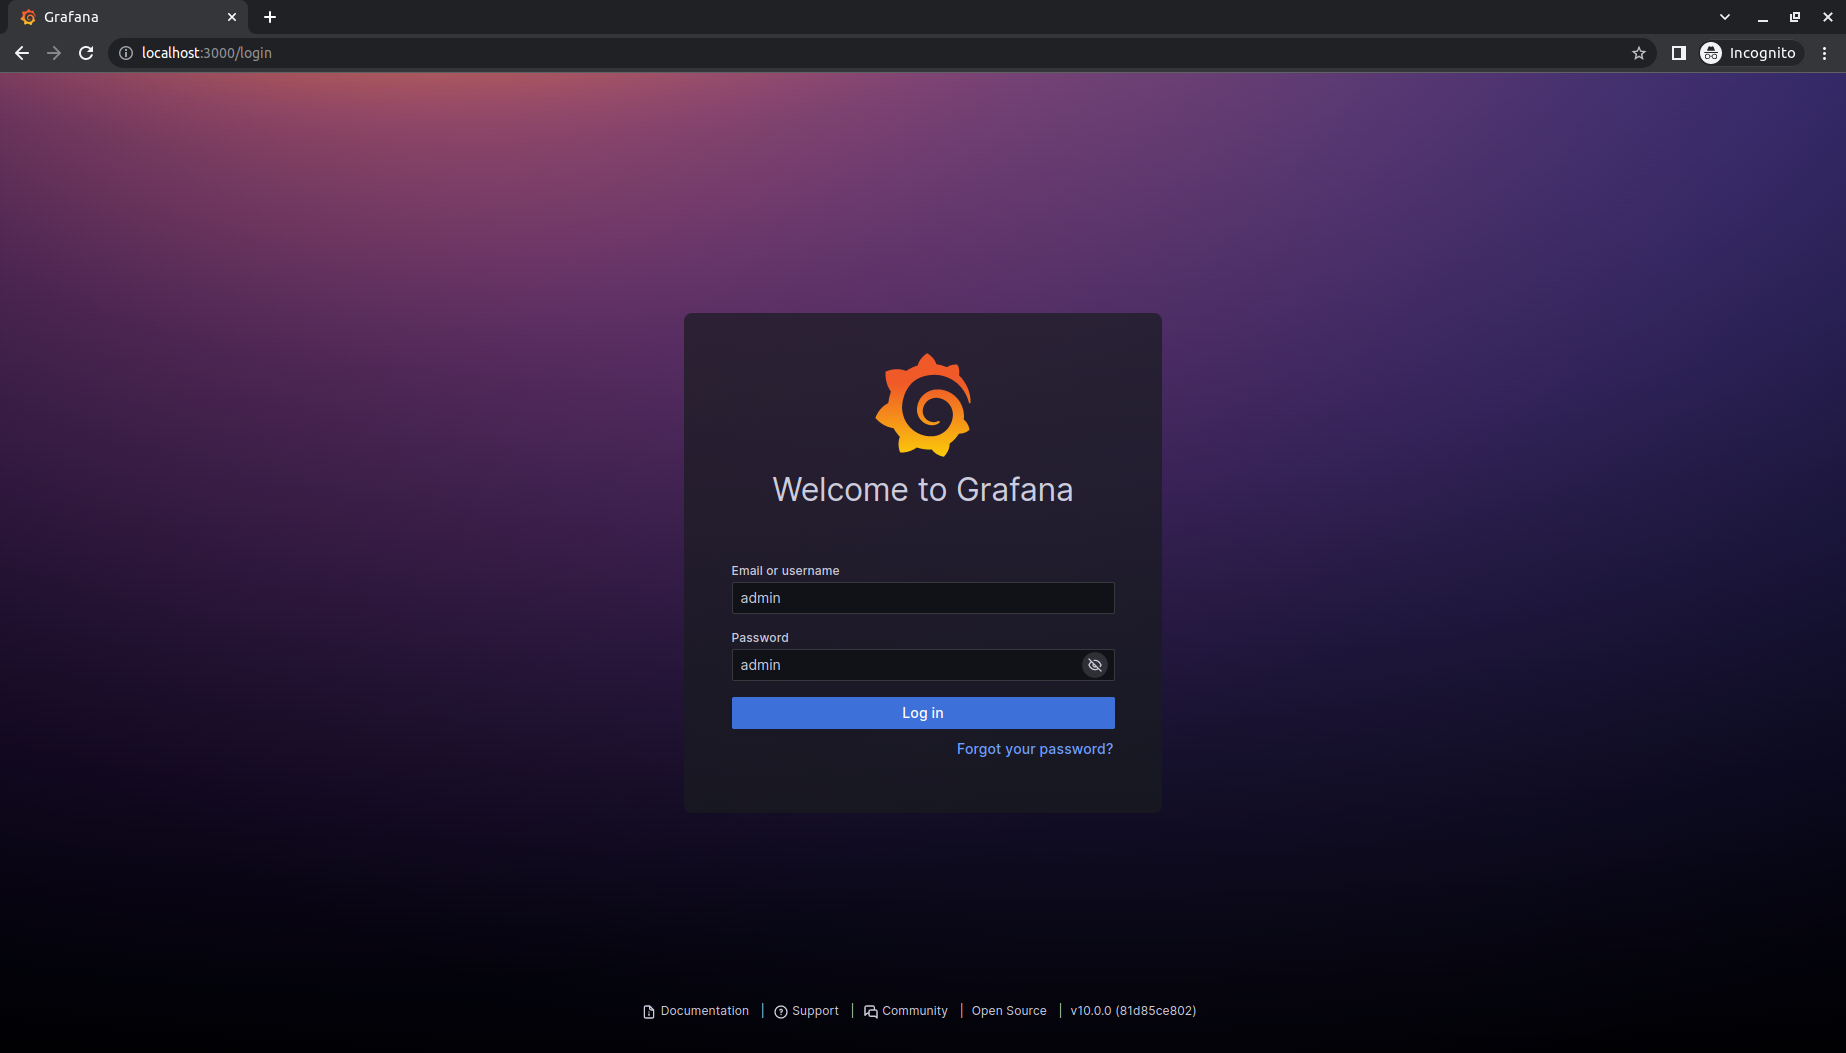 Grafana
localhost:3000/login
Incognito
Welcome to Grafana
Email or username
admin
Password
admin
Log in
Forgot your password?
Documentation | Support | Community | Open Source | v10.0.0 (81d85ce802)